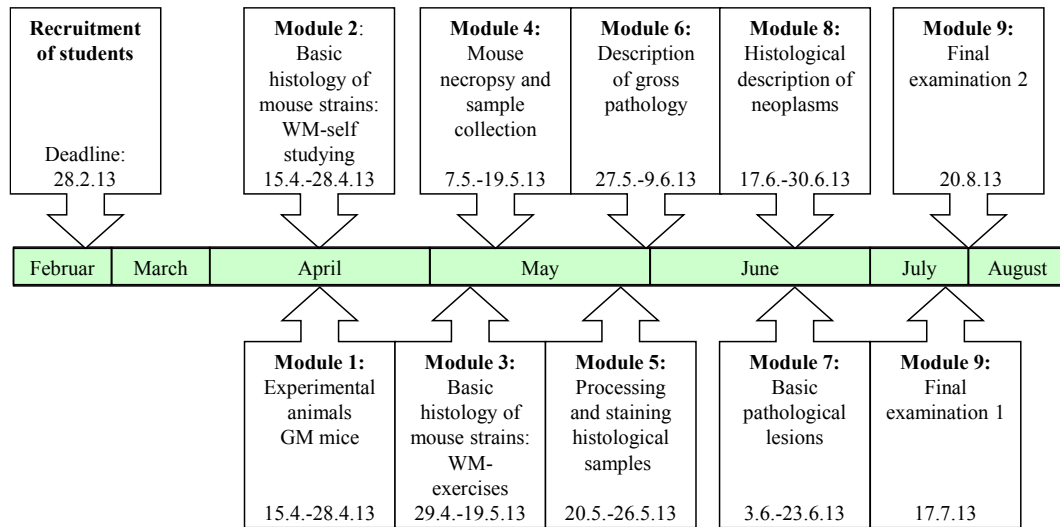 Recruitment
of students
Deadline:
28.2.13
Module 2:
Basic
histology of
mouse strains:
WM-self
studying
15.4.-28.4.13
Module 4:
Mouse
necropsy and
sample
collection
7.5.-19.5.13
Module 6:
Description
of gross
pathology
27.5.-9.6.13
Module 8:
Histological
description of
neoplasms
17.6.-30.6.13
Module 9:
Final
examination 2
20.8.13
Februar
March
April
May
June
July
August
Module 1:
Experimental
animals
GM mice
15.4.-28.4.13
Module 3:
Basic
histology of
mouse strains:
WM-
exercises
29.4.-19.5.13
Module 5:
Processing
and staining
histological
samples
20.5.-26.5.13
Module 7:
Basic
pathological
lesions
3.6.-23.6.13
Module 9:
Final
examination 1
17.7.13